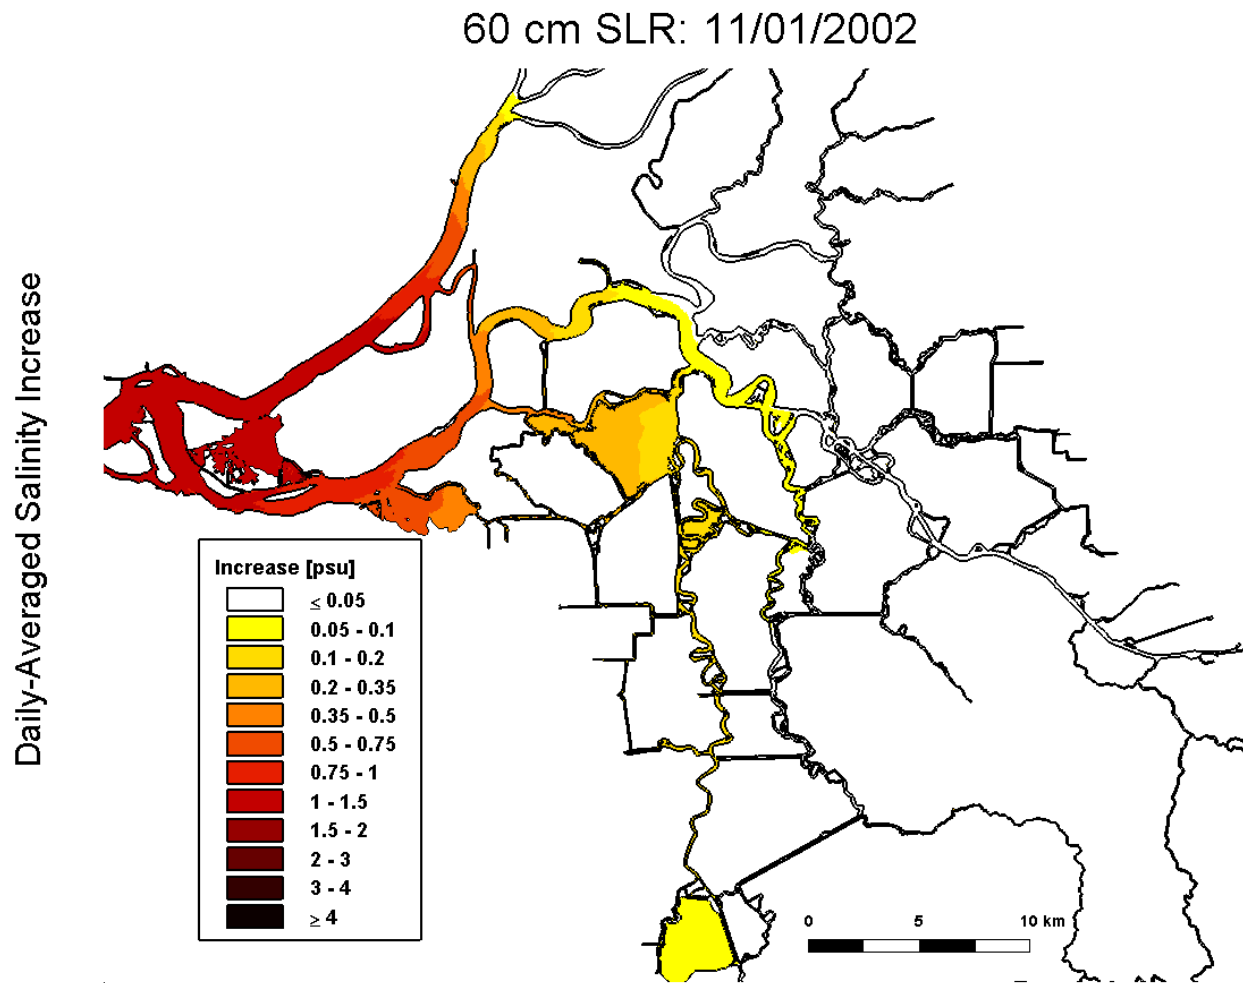 60 cm SLR: 11/01/2002
Daily-Averaged Salinity Increase
Increase [psu]
≤ 0.05
0.05 - 0.1
0.1 - 0.2
0.2 - 0.35
0.35 - 0.5
0.5 - 0.75
0.75 - 1
1 - 1.5
1.5 - 2
2 - 3
3 - 4
≥ 4
0 5 10 km